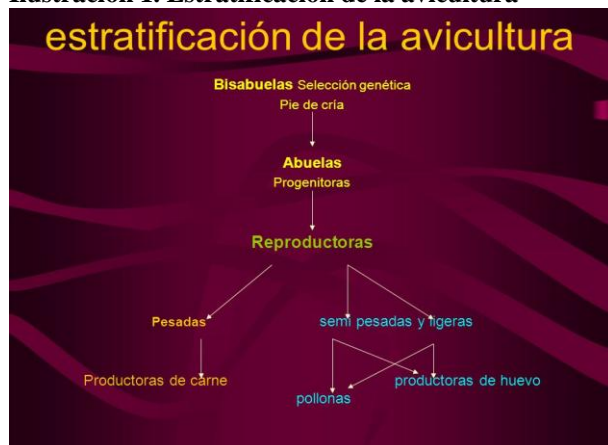 Ilustración 1. Estratificación de la avicultura
estratificación de la avicultura
Bisabuelas Selección genética
Pie de cría
Abuelas
Progenitoras
Reproductoras
Pesadas
semi pesadas y ligeras
Productoras de carne
productoras de huevo
pollonas